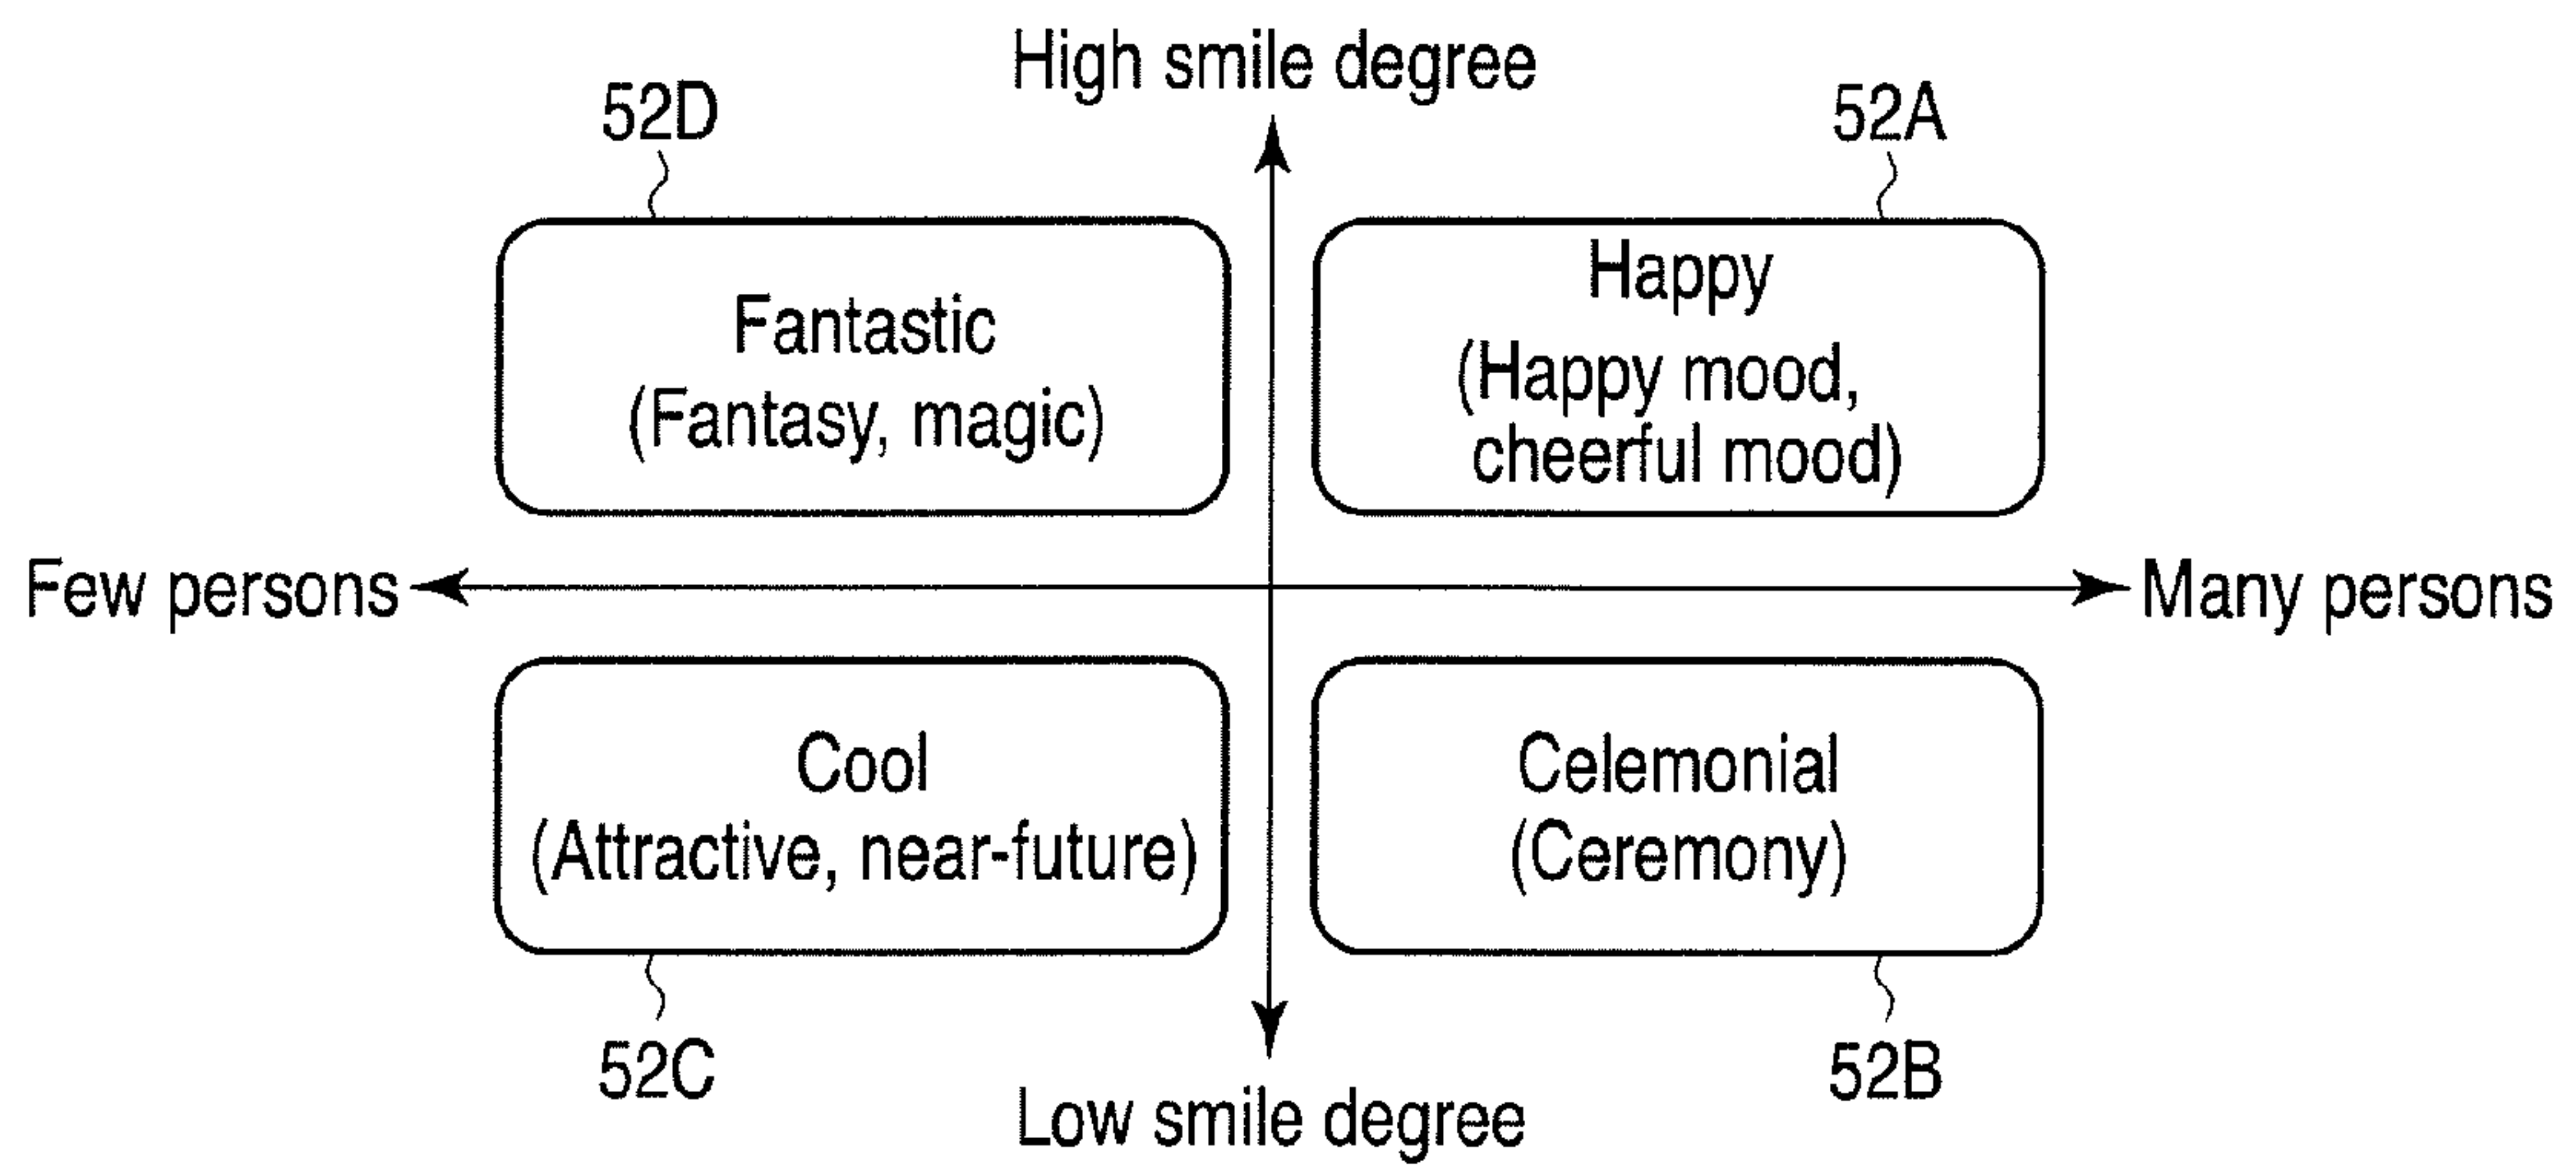 High smile degree
52D
52A
Fantastic
(Fantasy, magic)
Happy
(Happy mood,
cheerful mood)
Few persons
Many persons
Cool
(Attractive, near-future)
Celemonial
(Ceremony)
52C
52B
Low smile degree